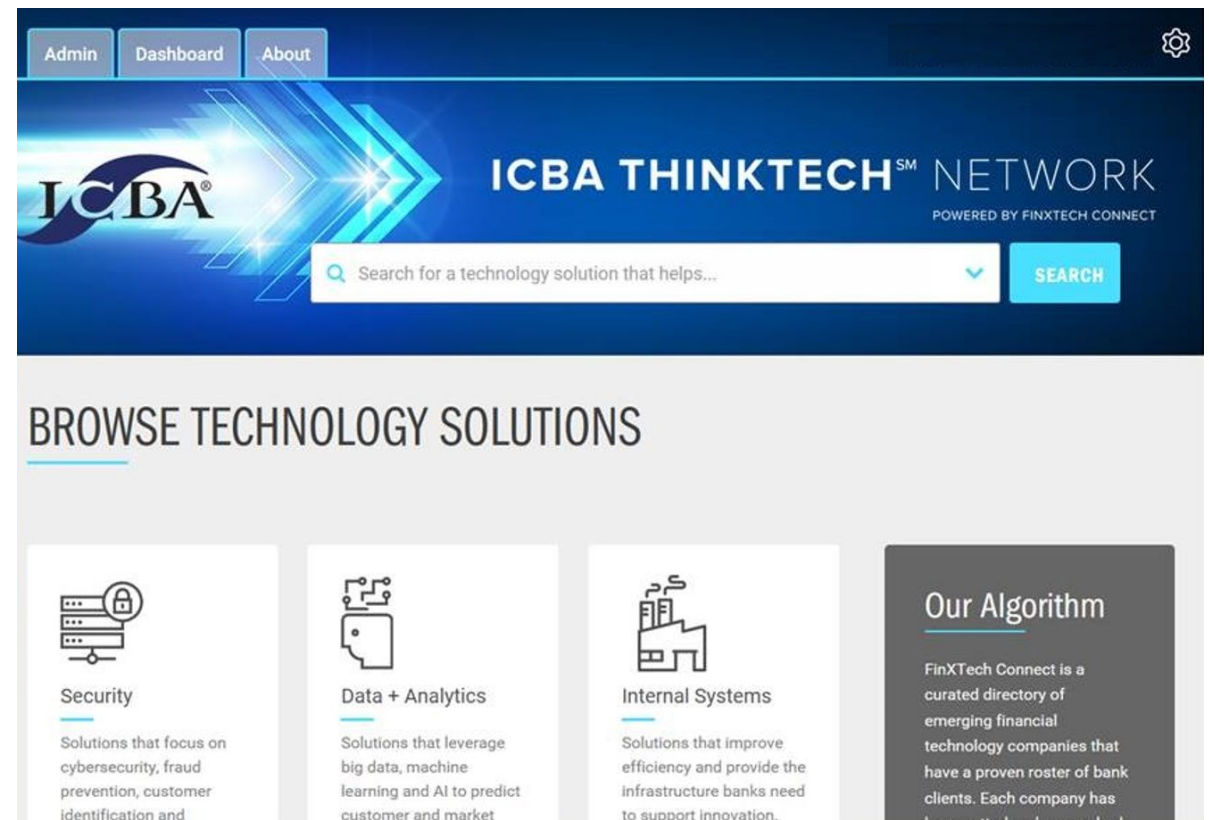 Admin
Dashboard
About
ICBA®
ICBA THINKTECH℠ NETWORK
POWERED BY FINXTECH CONNECT
Search for a technology solution that helps...
SEARCH
BROWSE TECHNOLOGY SOLUTIONS
Security
Solutions that focus on
cybersecurity, fraud
prevention, customer
identification and
Data + Analytics
Solutions that leverage
big data, machine
learning and AI to predict
customer and market
Internal Systems
Solutions that improve
efficiency and provide the
infrastructure banks need
to support innovation.
Our Algorithm
FinXTech Connect is a
curated directory of
emerging financial
technology companies that
have a proven roster of bank
clients. Each company has